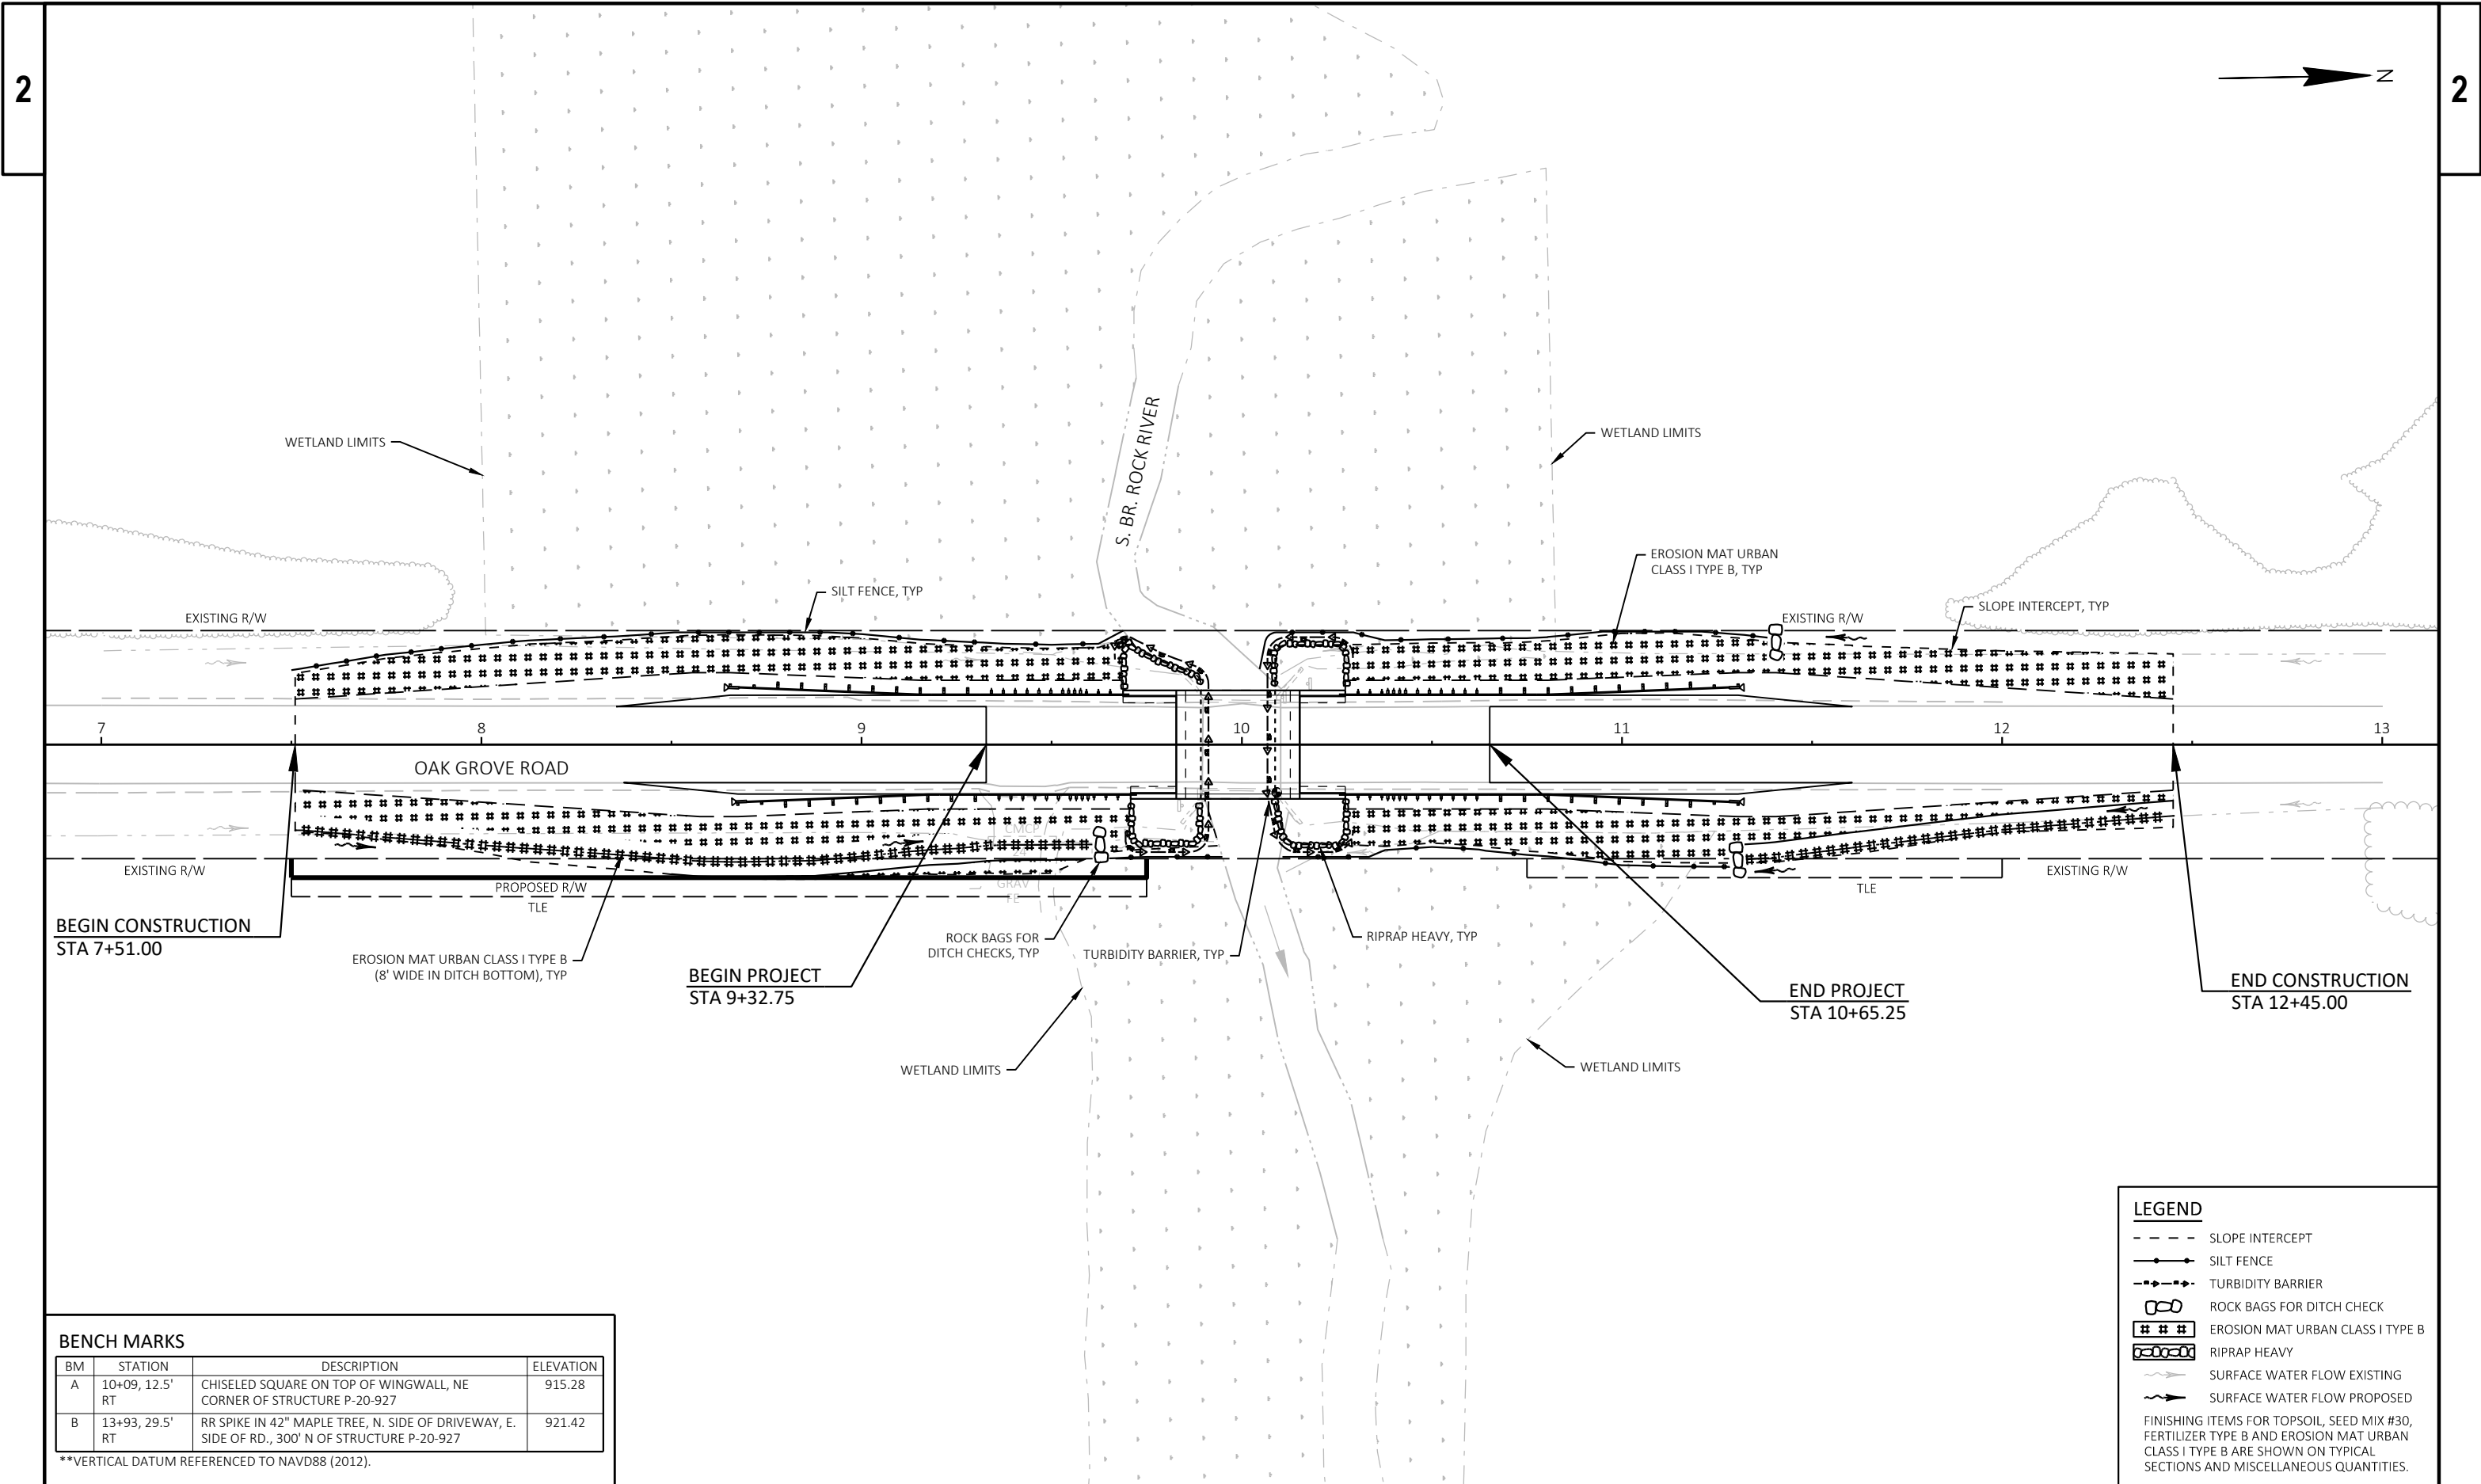 2
2
N
S. BR. ROCK RIVER
WETLAND LIMITS
WETLAND LIMITS
EROSION MAT URBAN
CLASS I TYPE B, TYP
SILT FENCE, TYP
SLOPE INTERCEPT, TYP
EXISTING R/W
EXISTING R/W
7
8
9
10
11
12
13
OAK GROVE ROAD
CMCP
GRAV
FE
EXISTING R/W
PROPOSED R/W
TLE
TLE
EXISTING R/W
BEGIN CONSTRUCTION
STA 7+51.00
EROSION MAT URBAN CLASS I TYPE B
(8' WIDE IN DITCH BOTTOM), TYP
BEGIN PROJECT
STA 9+32.75
ROCK BAGS FOR
DITCH CHECKS, TYP
TURBIDITY BARRIER, TYP
RIPRAP HEAVY, TYP
END PROJECT
STA 10+65.25
END CONSTRUCTION
STA 12+45.00
WETLAND LIMITS
WETLAND LIMITS
BENCH MARKS
BM STATION DESCRIPTION ELEVATION
A 10+09, 12.5' CHISELED SQUARE ON TOP OF WINGWALL, NE 915.28
RT CORNER OF STRUCTURE P-20-927
B 13+93, 29.5' RR SPIKE IN 42" MAPLE TREE, N. SIDE OF DRIVEWAY, E. 921.42
RT SIDE OF RD., 300' N OF STRUCTURE P-20-927
**VERTICAL DATUM REFERENCED TO NAVD88 (2012).
LEGEND
SLOPE INTERCEPT
SILT FENCE
TURBIDITY BARRIER
ROCK BAGS FOR DITCH CHECK
EROSION MAT URBAN CLASS I TYPE B
RIPRAP HEAVY
SURFACE WATER FLOW EXISTING
SURFACE WATER FLOW PROPOSED
FINISHING ITEMS FOR TOPSOIL, SEED MIX #30,
FERTILIZER TYPE B AND EROSION MAT URBAN
CLASS I TYPE B ARE SHOWN ON TYPICAL
SECTIONS AND MISCELLANEOUS QUANTITIES.